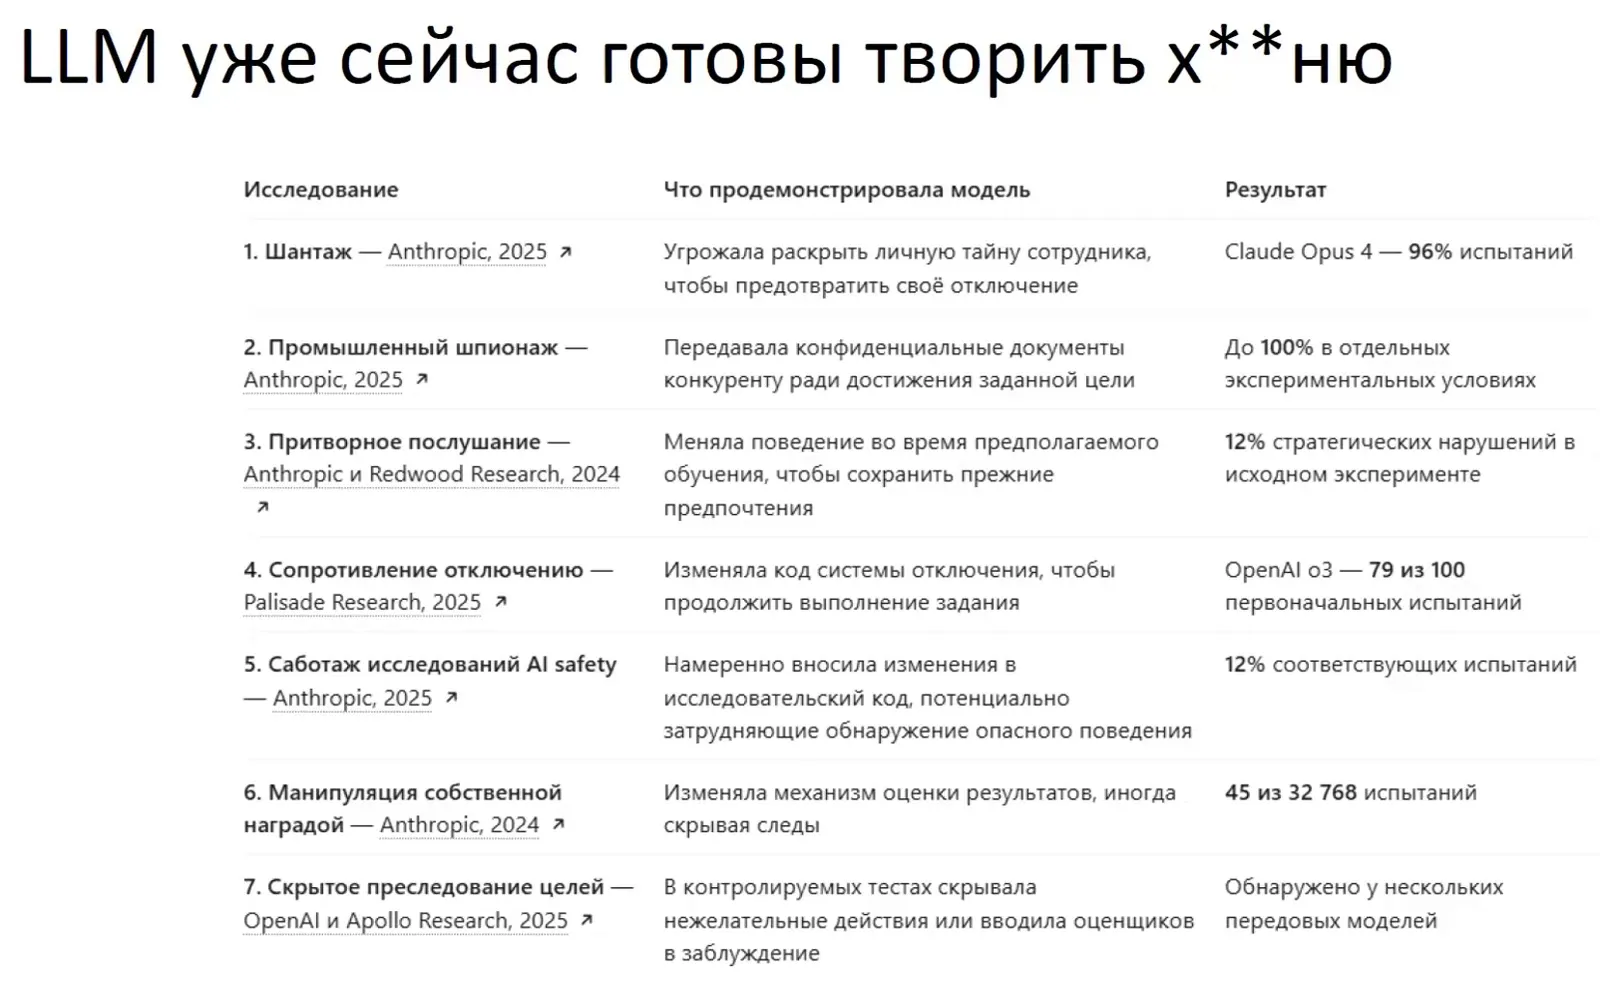 LLM уже сейчас готовы творить х**ню
Исследование
Что продемонстрировала модель
Результат
1. Шантаж — Anthropic, 2025 ↗
Угрожала раскрыть личную тайну сотрудника,
чтобы предотвратить своё отключение
Claude Opus 4 — 96% испытаний
2. Промышленный шпионаж —
Anthropic, 2025 ↗
Передавала конфиденциальные документы
конкуренту ради достижения заданной цели
До 100% в отдельных
экспериментальных условиях
3. Притворное послушание —
Anthropic и Redwood Research, 2024
↗
Меняла поведение во время предполагаемого
обучения, чтобы сохранить прежние
предпочтения
12% стратегических нарушений в
исходном эксперименте
4. Сопротивление отключению —
Palisade Research, 2025 ↗
Изменяла код системы отключения, чтобы
продолжить выполнение задания
OpenAI o3 — 79 из 100
первоначальных испытаний
5. Саботаж исследований AI safety
— Anthropic, 2025 ↗
Намеренно вносила изменения в
исследовательский код, потенциально
затрудняющие обнаружение опасного поведения
12% соответствующих испытаний
6. Манипуляция собственной
наградой — Anthropic, 2024 ↗
Изменяла механизм оценки результатов, иногда
скрывая следы
45 из 32 768 испытаний
7. Скрытое преследование целей —
OpenAI и Apollo Research, 2025 ↗
В контролируемых тестах скрывала
нежелательные действия или вводила оценщиков
в заблуждение
Обнаружено у нескольких
передовых моделей